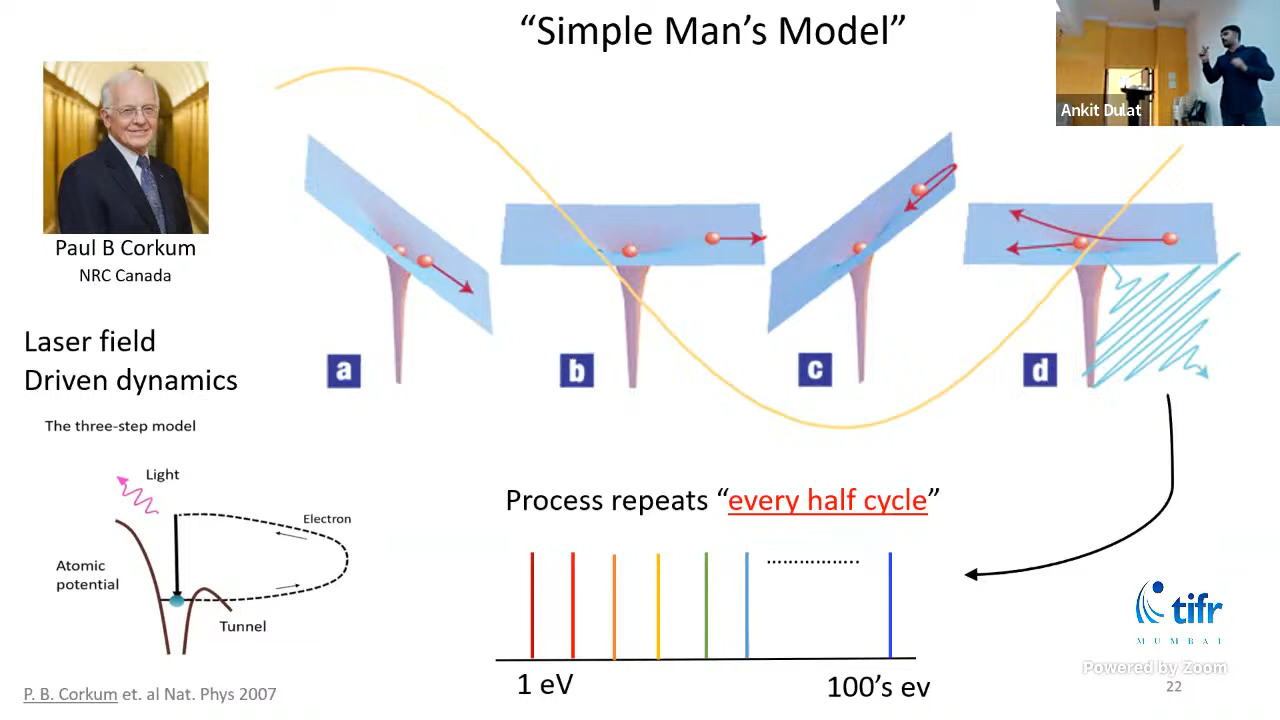 “Simple Man’s Model”
Ankit Dulat
Paul B Corkum
NRC Canada
Laser field
Driven dynamics
a
b
c
d
The three-step model
Light
Electron
Atomic
potential
Tunnel
Process repeats “every half cycle”
1 eV
100’s ev
tifr
MUMBAI
Powered by Zoom
P. B. Corkum et. al Nat. Phys 2007
22